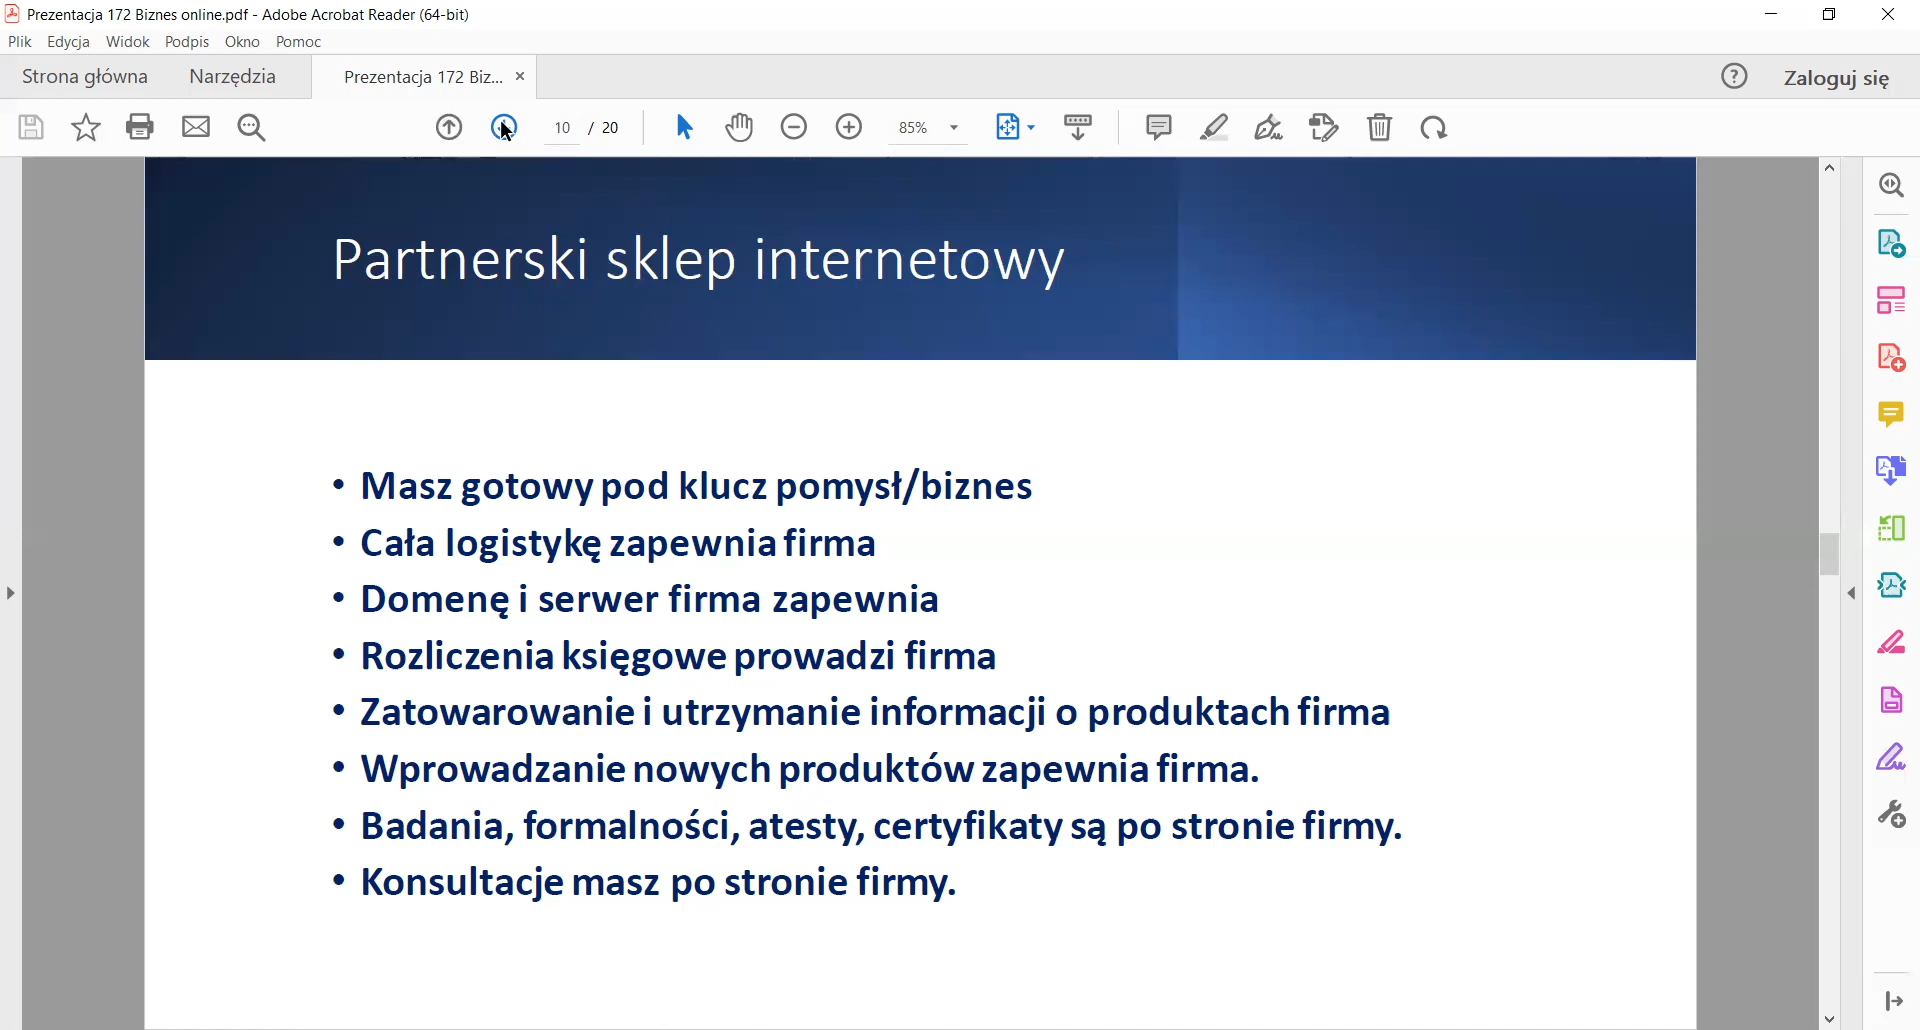 Prezentacja 172 Biznes online.pdf - Adobe Acrobat Reader (64-bit)
Plik Edycja Widok Podpis Okno Pomoc
Strona główna Narzędzia Prezentacja 172 Biz... Zaloguj się
10 / 20 85%
Partnerski sklep internetowy
• Masz gotowy pod klucz pomysł/biznes
• Cała logistykę zapewnia firma
• Domenę i serwer firma zapewnia
• Rozliczenia księgowe prowadzi firma
• Zatowarowanie i utrzymanie informacji o produktach firma
• Wprowadzanie nowych produktów zapewnia firma.
• Badania, formalności, atesty, certyfikaty są po stronie firmy.
• Konsultacje masz po stronie firmy.